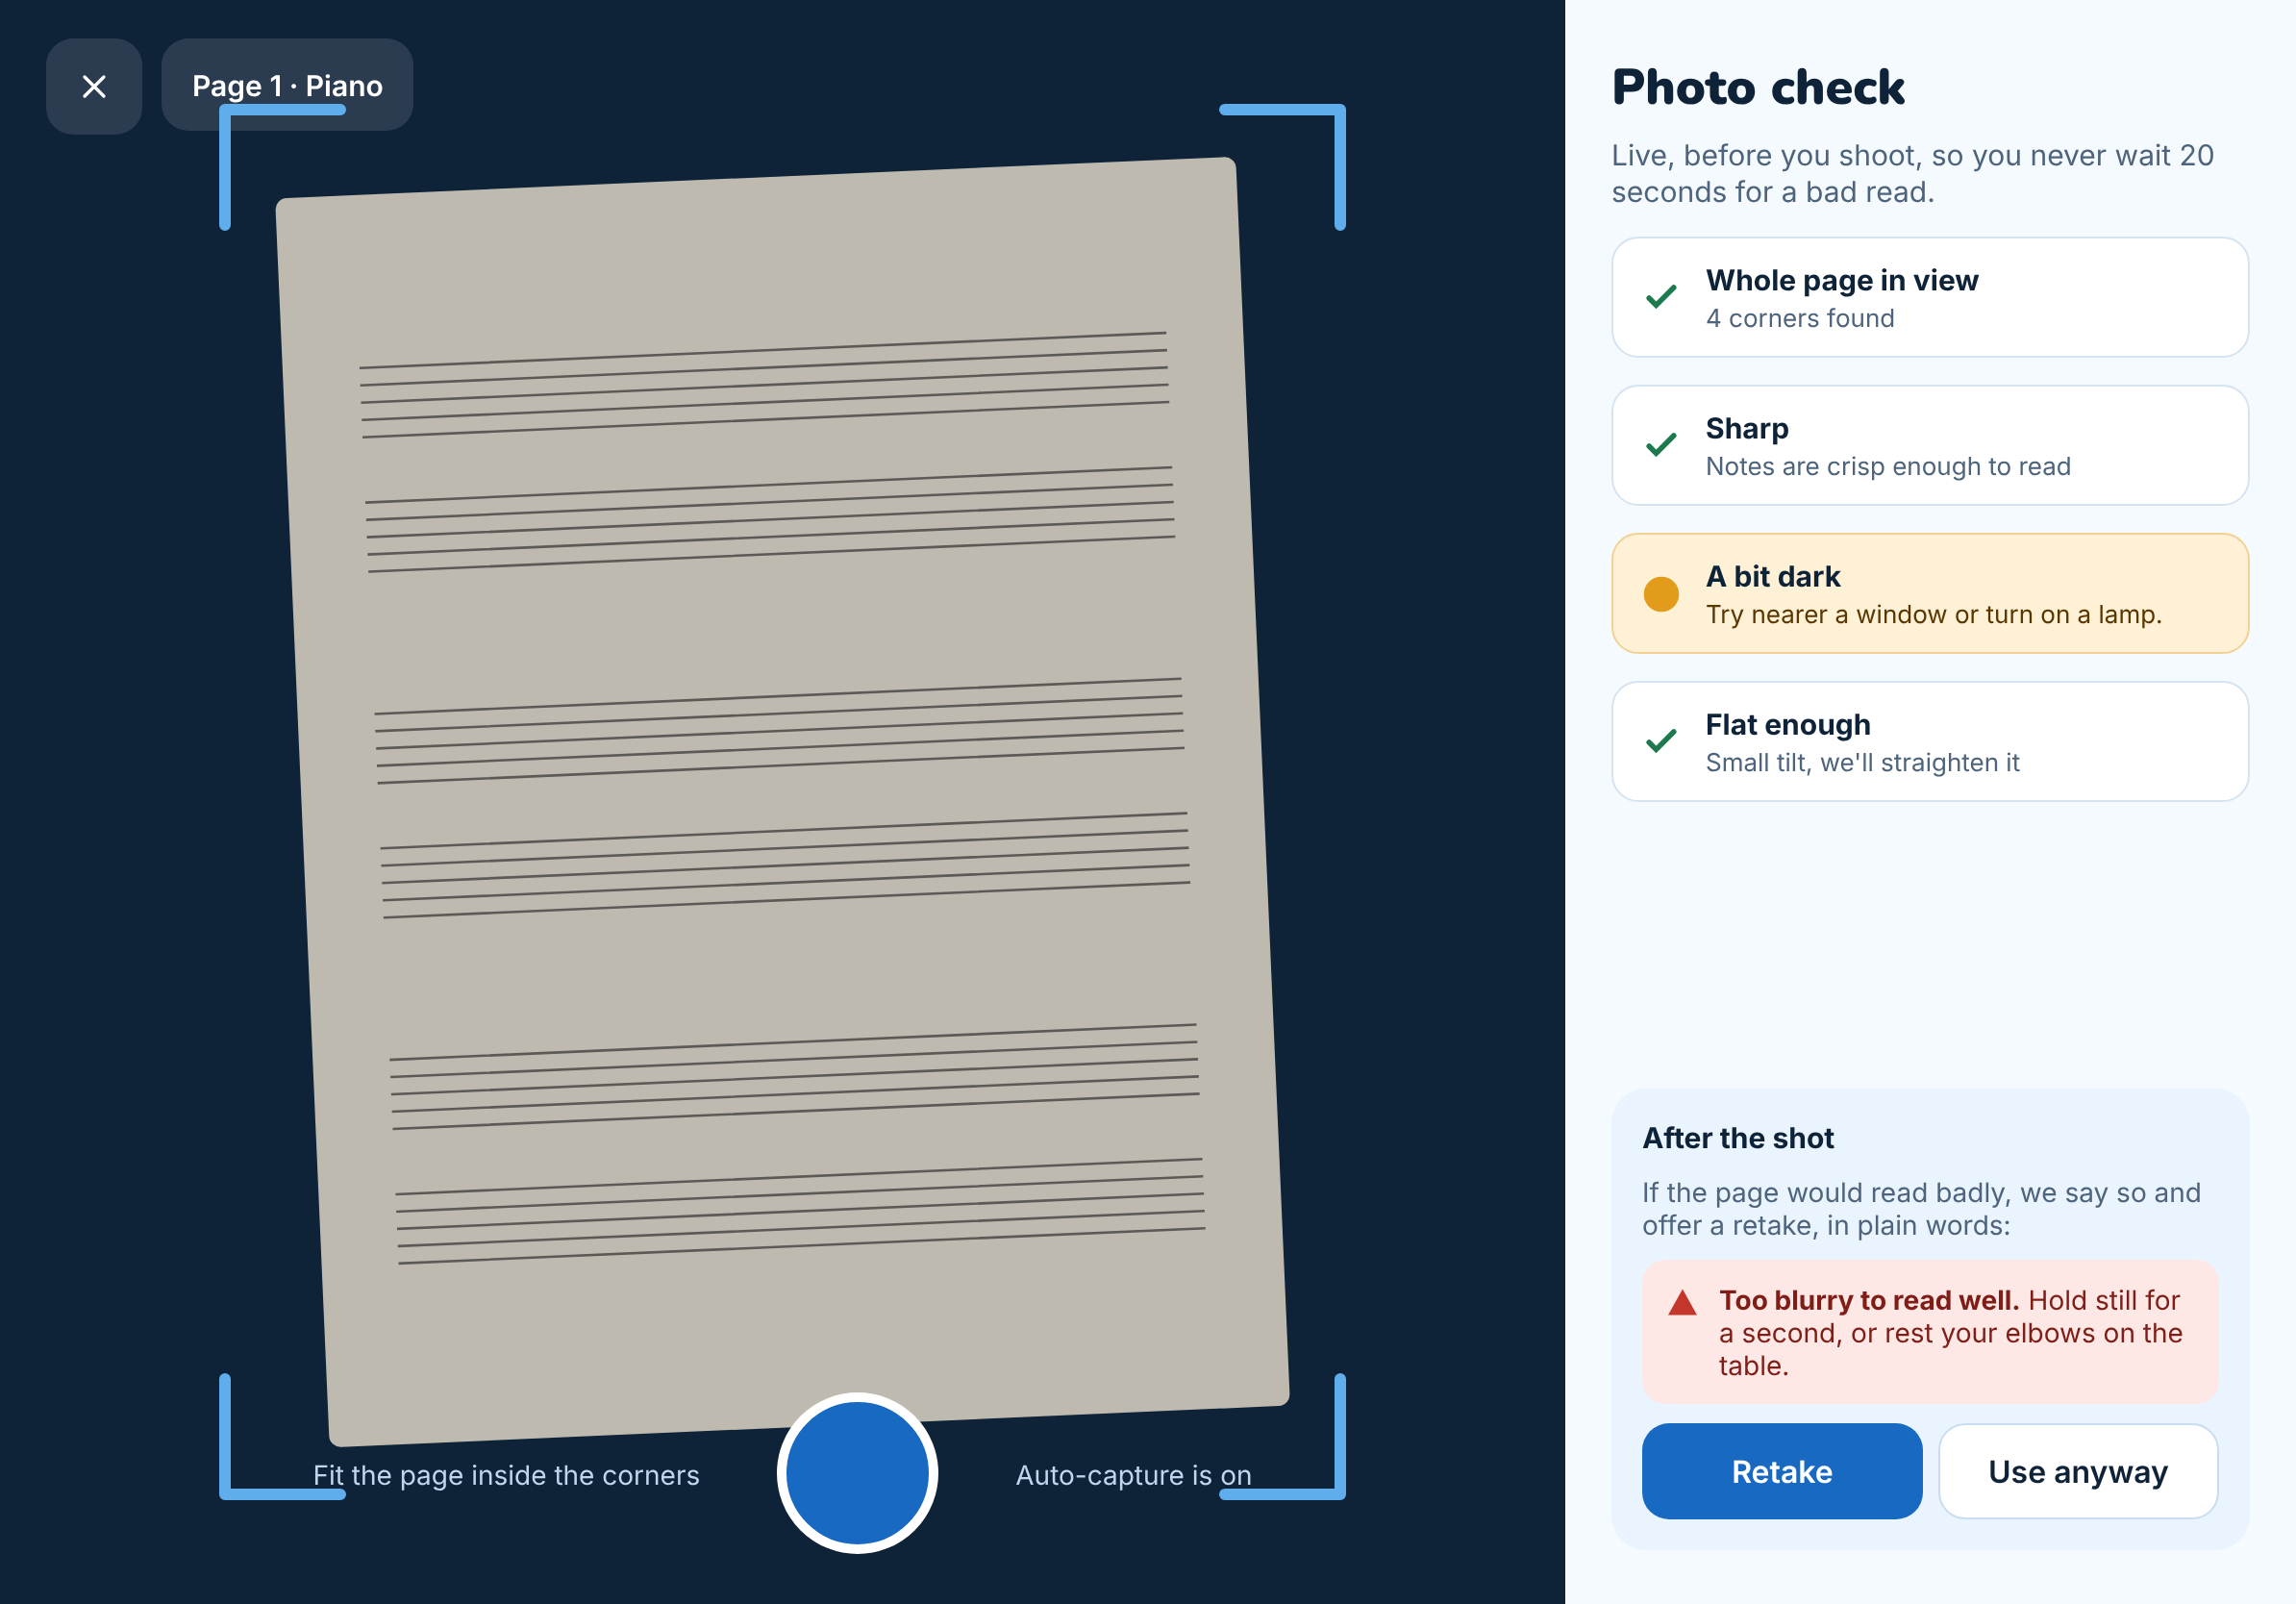 Page 1 · Piano
Fit the page inside the corners
Auto-capture is on
Photo check
Live, before you shoot, so you never wait 20
seconds for a bad read.
Whole page in view
4 corners found
Sharp
Notes are crisp enough to read
A bit dark
Try nearer a window or turn on a lamp.
Flat enough
Small tilt, we'll straighten it
After the shot
If the page would read badly, we say so and
offer a retake, in plain words:
Too blurry to read well. Hold still for
a second, or rest your elbows on the
table.
Retake
Use anyway